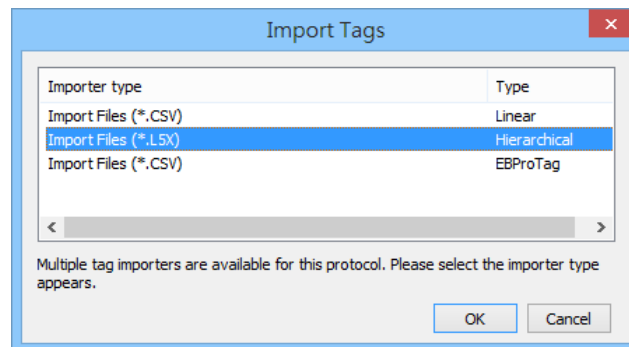 Import Tags
Importer type Type
Import Files (*.CSV) Linear
Import Files (*.L5X) Hierarchical
Import Files (*.CSV) EBProTag
Multiple tag importers are available for this protocol. Please select the importer type
appears.
OK Cancel